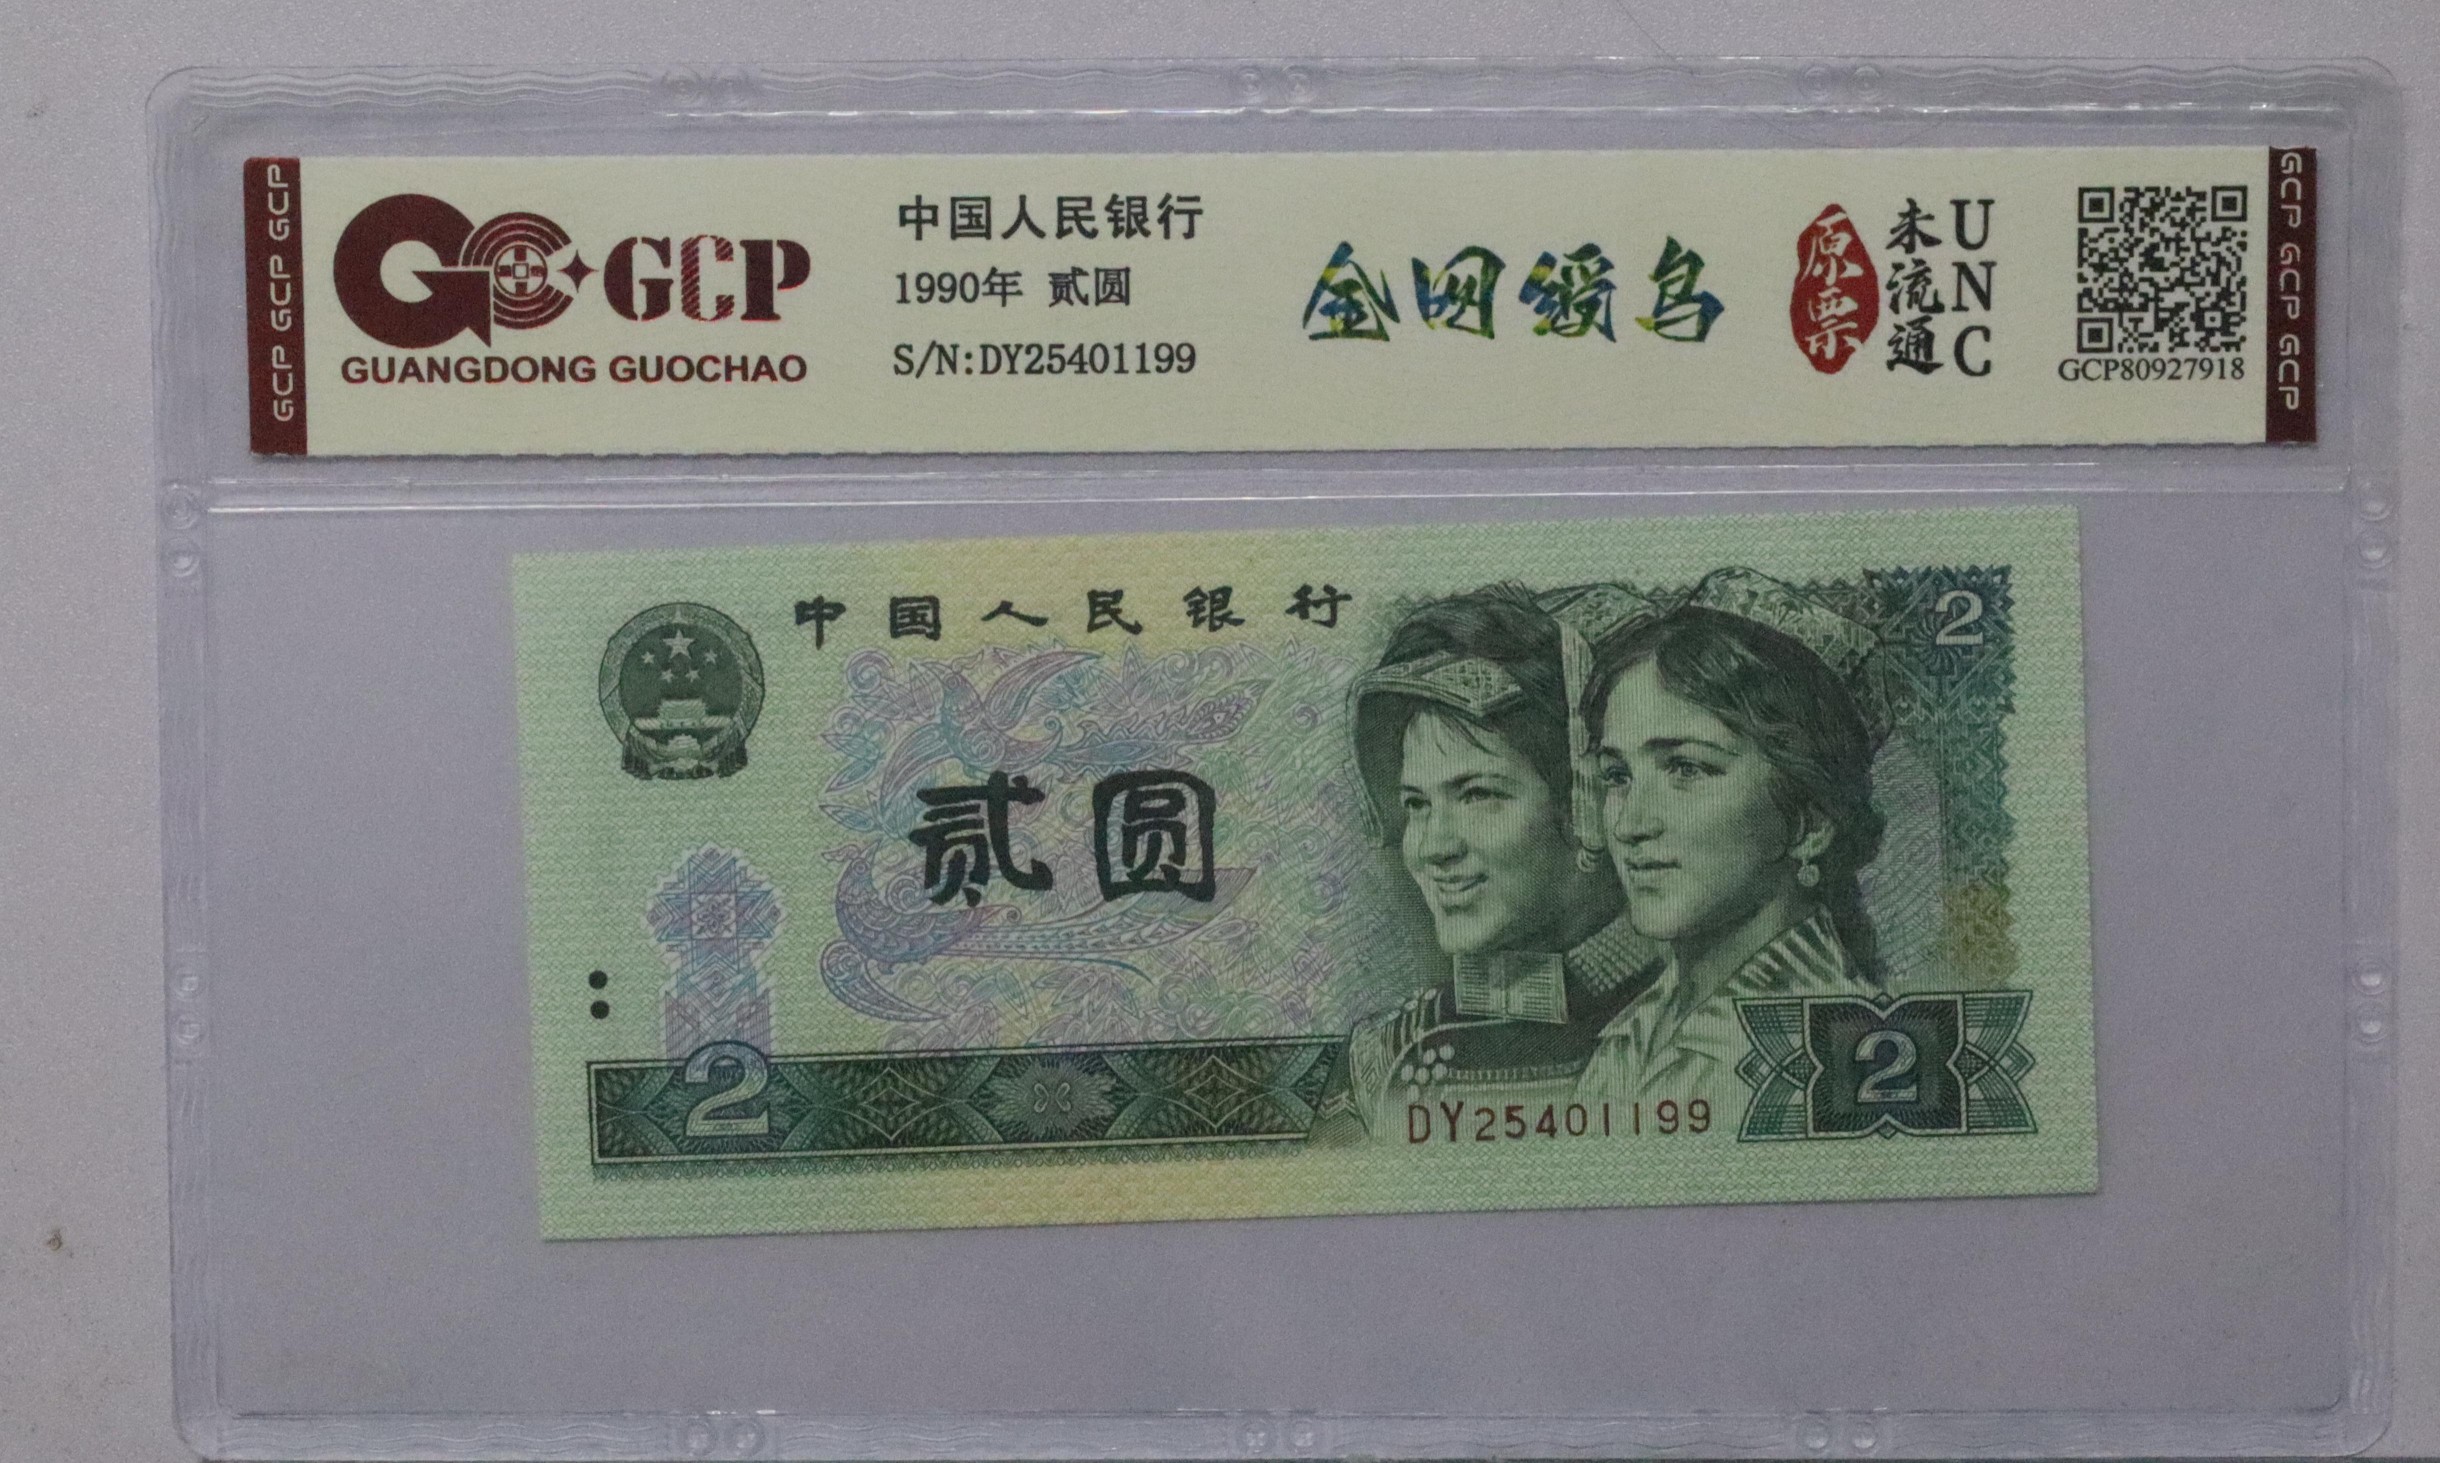 GCP GCP GCP
GCP
GUANGDONG GUOCHAO
中国人民银行
1990年 贰圆
S/N:DY25401199
金网绶鸟
原票
未流通
UNC
GCP80927918
GCP GCP GCP
中国人民银行
2
贰圆
2
DY25401199
2